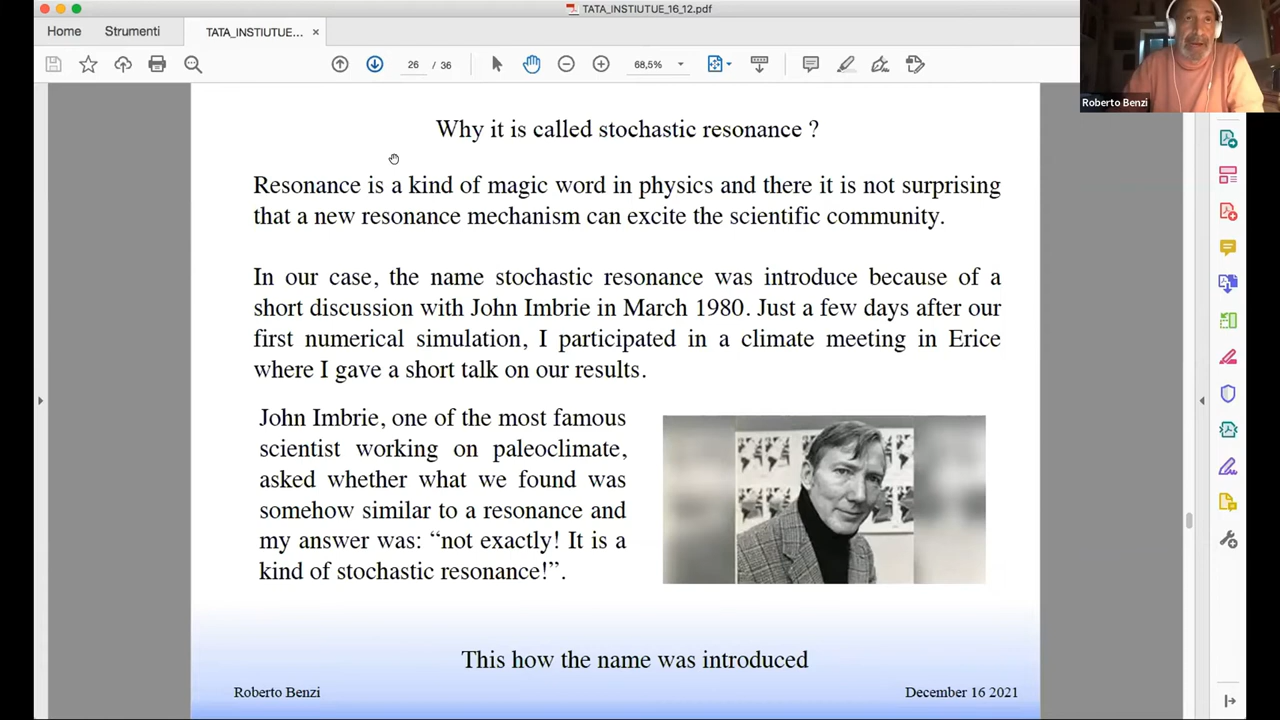 TATA_INSTIUTUE_16_12.pdf
Home
Strumenti
TATA_INSTIUTUE...
26 / 36
68,5%
Roberto Benzi
Why it is called stochastic resonance ?
Resonance is a kind of magic word in physics and there it is not surprising
that a new resonance mechanism can excite the scientific community.
In our case, the name stochastic resonance was introduce because of a
short discussion with John Imbrie in March 1980. Just a few days after our
first numerical simulation, I participated in a climate meeting in Erice
where I gave a short talk on our results.
John Imbrie, one of the most famous
scientist working on paleoclimate,
asked whether what we found was
somehow similar to a resonance and
my answer was: “not exactly! It is a
kind of stochastic resonance!”.
This how the name was introduced
Roberto Benzi
December 16 2021